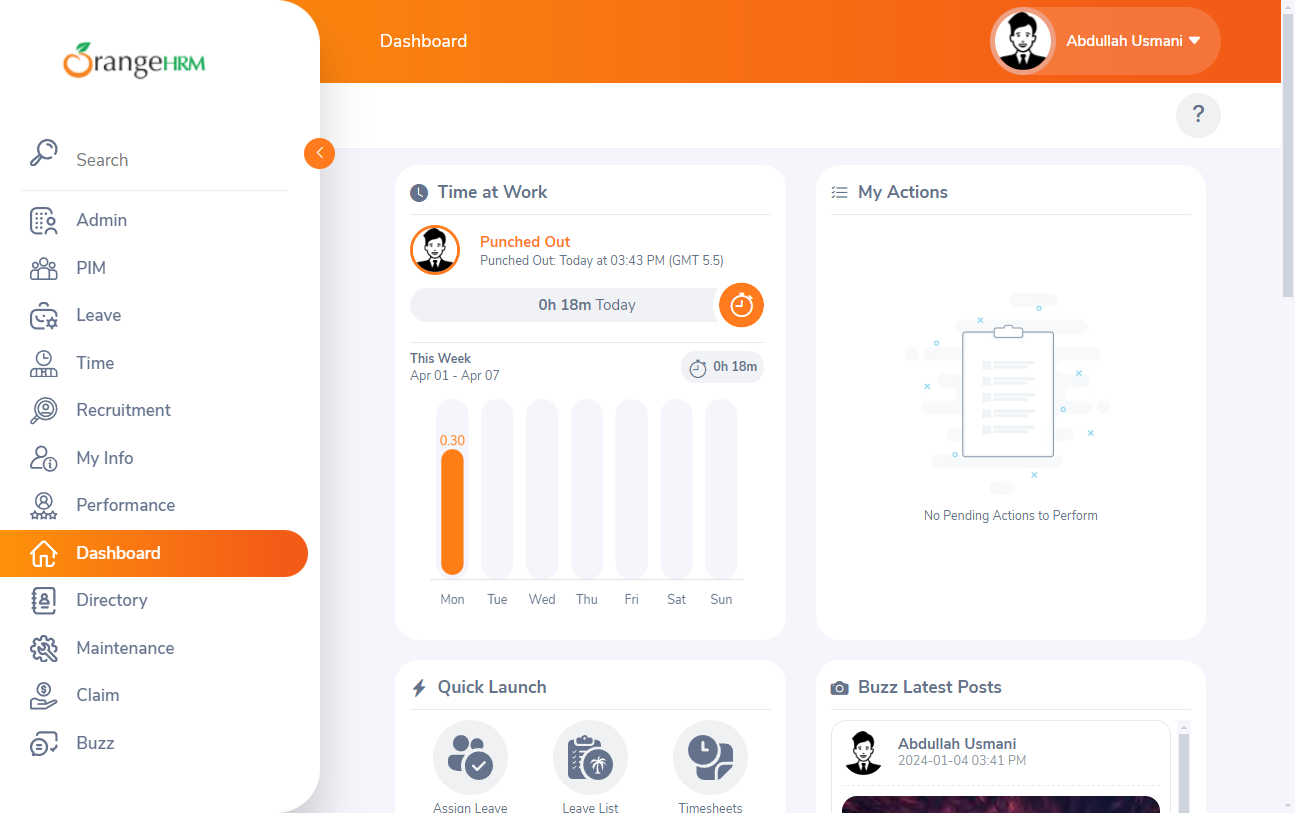 OrangeHRM
Dashboard
Abdullah Usmani
?
Search
Admin
PIM
Leave
Time
Recruitment
My Info
Performance
Dashboard
Directory
Maintenance
Claim
Buzz
Time at Work
Punched Out
Punched Out: Today at 03:43 PM (GMT 5.5)
0h 18m Today
This Week
Apr 01 - Apr 07
0h 18m
0.30
Mon Tue Wed Thu Fri Sat Sun
My Actions
No Pending Actions to Perform
Quick Launch
Assign Leave Leave List Timesheets
Buzz Latest Posts
Abdullah Usmani
2024-01-04 03:41 PM